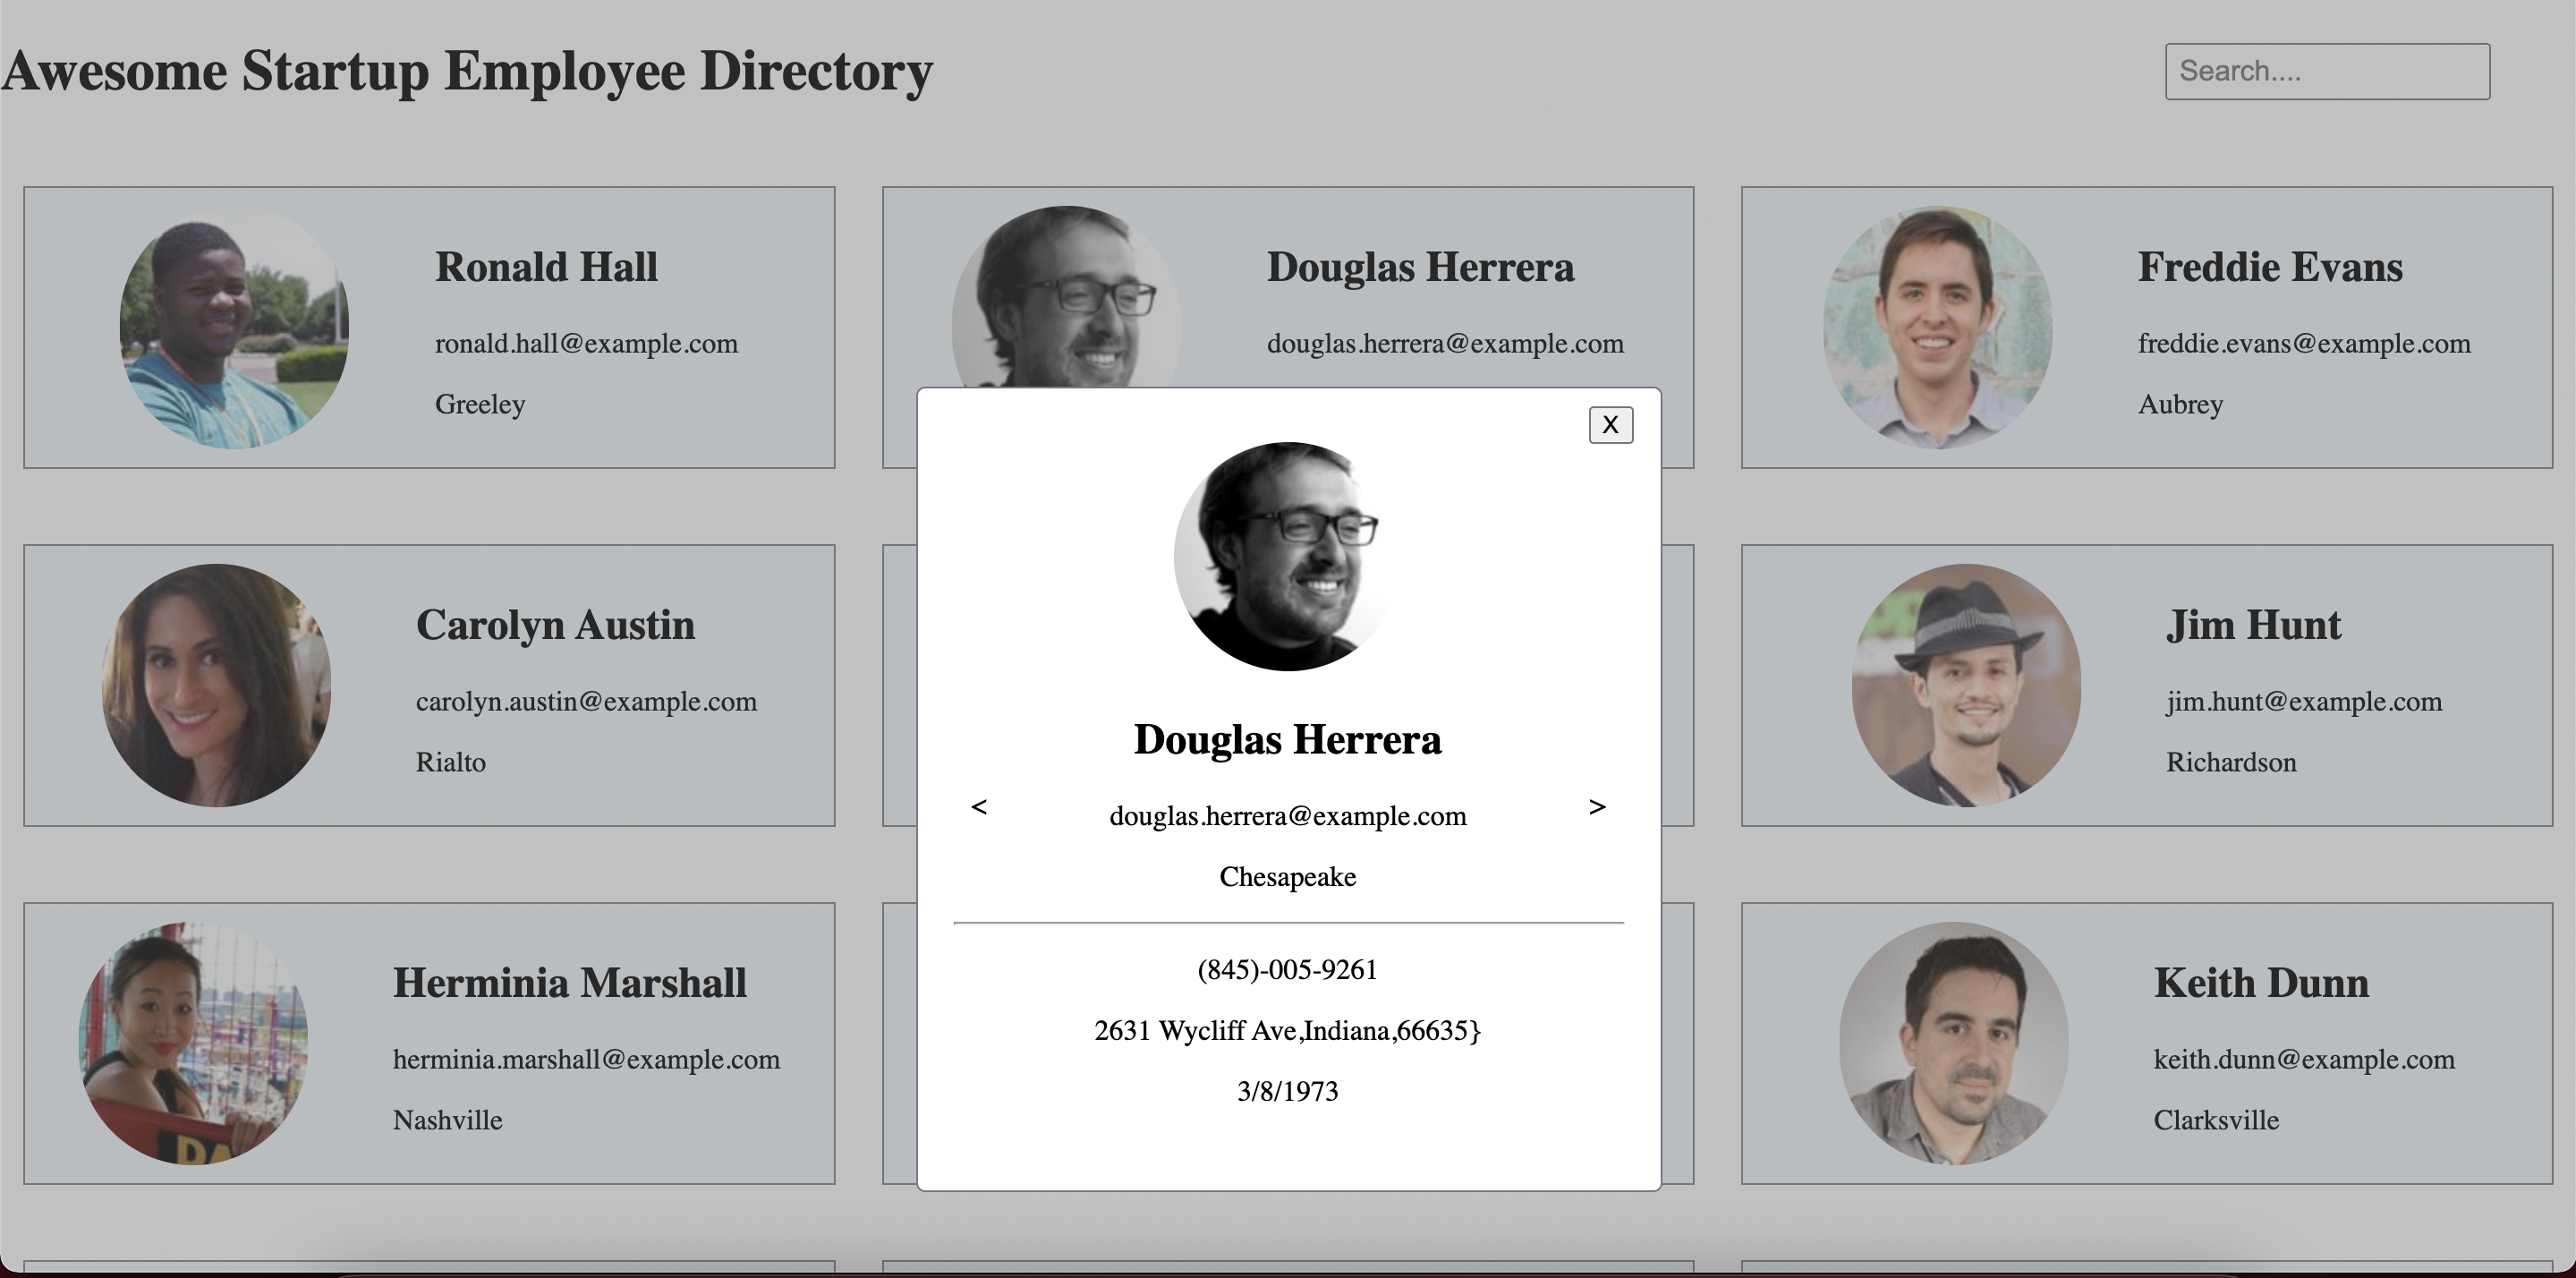 Awesome Startup Employee Directory
Search....
Ronald Hall
ronald.hall@example.com
Greeley
Douglas Herrera
douglas.herrera@example.com
Freddie Evans
freddie.evans@example.com
Aubrey
Carolyn Austin
carolyn.austin@example.com
Rialto
Jim Hunt
jim.hunt@example.com
Richardson
Herminia Marshall
herminia.marshall@example.com
Nashville
DA
Keith Dunn
keith.dunn@example.com
Clarksville
X
Douglas Herrera
< douglas.herrera@example.com >
Chesapeake
(845)-005-9261
2631 Wycliff Ave,Indiana,66635}
3/8/1973